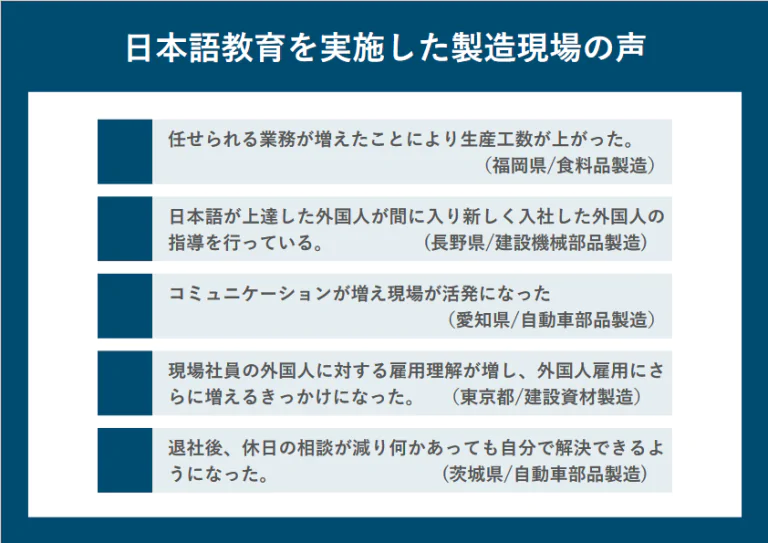 日本語教育を実施した製造現場の声
任せられる業務が増えたことにより生産工数が上がった。
（福岡県/食料品製造）
日本語が上達した外国人が間に入り新しく入社した外国人の
指導を行っている。　　　　　（長野県/建設機械部品製造）
コミュニケーションが増え現場が活発になった
（愛知県/自動車部品製造）
現場社員の外国人に対する雇用理解が増し、外国人雇用にさ
らに増えるきっかけになった。　（東京都/建設資材製造）
退社後、休日の相談が減り何かあっても自分で解決できるよ
うになった。　　　　　　　　　（茨城県/自動車部品製造）